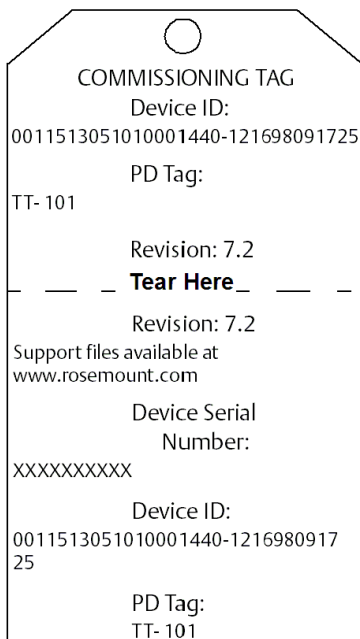 COMMISSIONING TAG
Device ID:
0011513051010001440-121698091725
PD Tag:
TT- 101
Revision: 7.2
Tear Here
Revision: 7.2
Support files available at
www.rosemount.com
Device Serial
Number:
XXXXXXXXXX
Device ID:
0011513051010001440-1216980917
25
PD Tag:
TT- 101